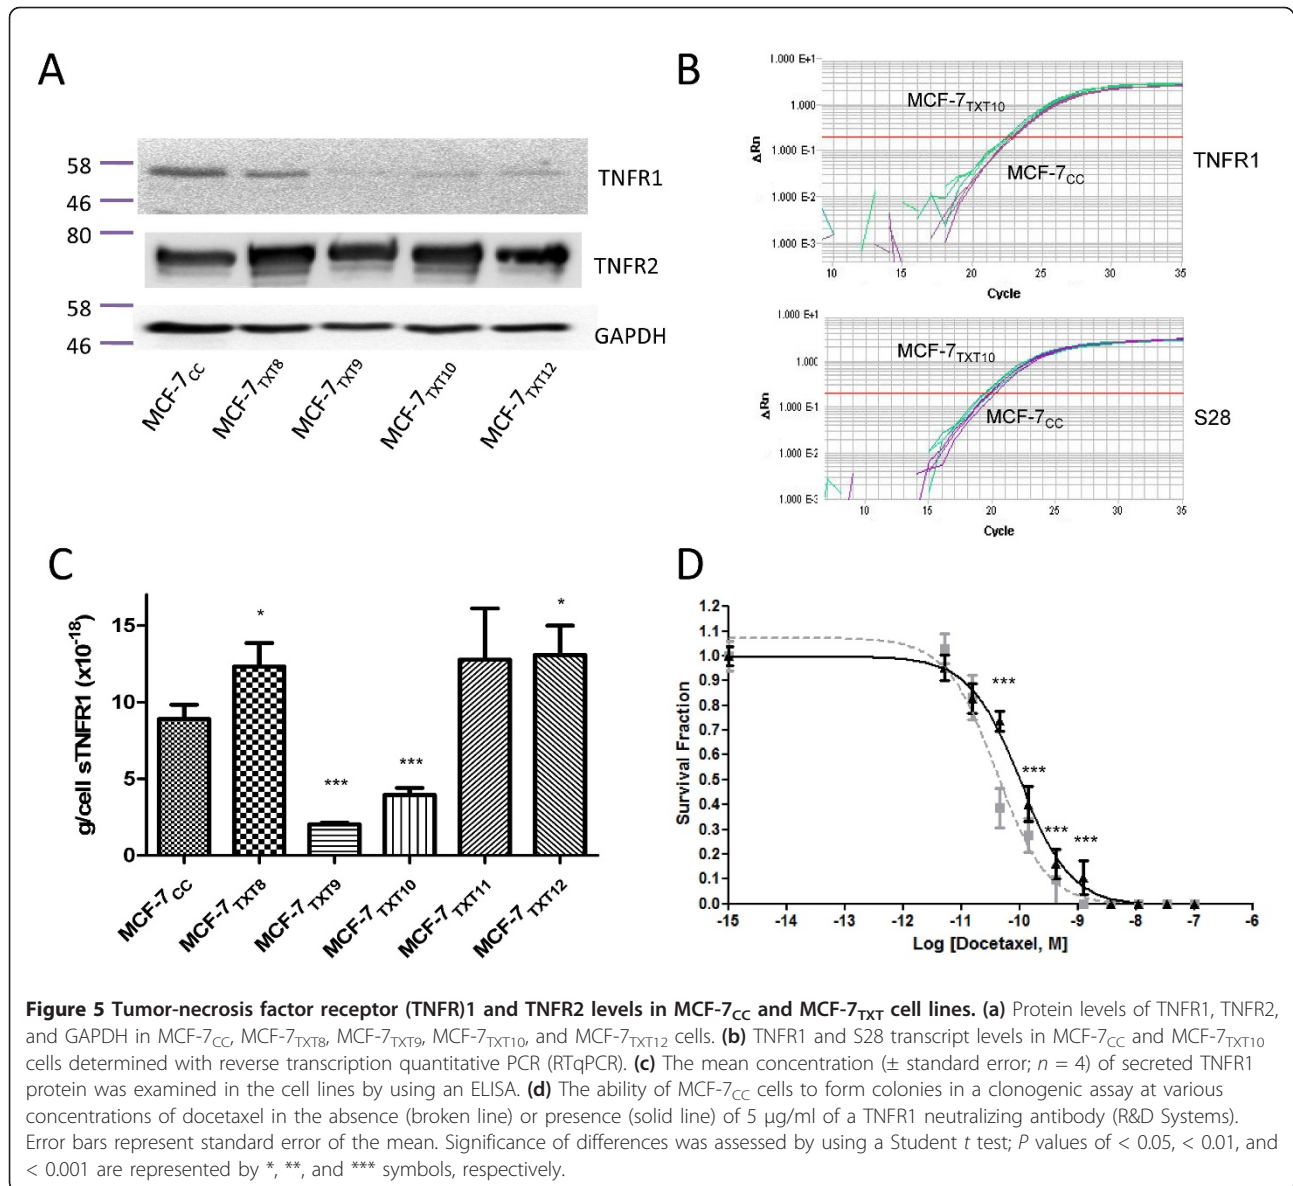 A
58
46
80
58
46
TNFR1
TNFR2
GAPDH
MCF-7CC
MCF-7TXT8
MCF-7TXT9
MCF-7TXT10
MCF-7TXT12
B
1.000 E+1
1.000
1.000 E-1
1.000 E-2
1.000 E-3
ΔRn
MCF-7TXT10
MCF-7CC
TNFR1
10 15 20 25 30 35
Cycle
1.000 E+1
1.000
1.000 E-1
1.000 E-2
1.000 E-3
ΔRn
MCF-7TXT10
MCF-7CC
S28
10 15 20 25 30 35
Cycle
C
g/cell sTNFR1 (x10-18)
15
10
5
0
* *** *** *
MCF-7 CC
MCF-7 TXT8
MCF-7 TXT9
MCF-7 TXT10
MCF-7 TXT11
MCF-7 TXT12
D
Survival Fraction
1.2
1.1
1.0
0.9
0.8
0.7
0.6
0.5
0.4
0.3
0.2
0.1
0.0
***
***
***
***
-15 -14 -13 -12 -11 -10 -9 -8 -7 -6
Log [Docetaxel, M]
Figure 5 Tumor-necrosis factor receptor (TNFR)1 and TNFR2 levels in MCF-7CC and MCF-7TXT cell lines. (a) Protein levels of TNFR1, TNFR2,
and GAPDH in MCF-7CC, MCF-7TXT8, MCF-7TXT9, MCF-7TXT10, and MCF-7TXT12 cells. (b) TNFR1 and S28 transcript levels in MCF-7CC and MCF-7TXT10
cells determined with reverse transcription quantitative PCR (RTqPCR). (c) The mean concentration (± standard error; n = 4) of secreted TNFR1
protein was examined in the cell lines by using an ELISA. (d) The ability of MCF-7CC cells to form colonies in a clonogenic assay at various
concentrations of docetaxel in the absence (broken line) or presence (solid line) of 5 μg/ml of a TNFR1 neutralizing antibody (R&D Systems).
Error bars represent standard error of the mean. Significance of differences was assessed by using a Student t test; P values of < 0.05, < 0.01, and
< 0.001 are represented by *, **, and *** symbols, respectively.